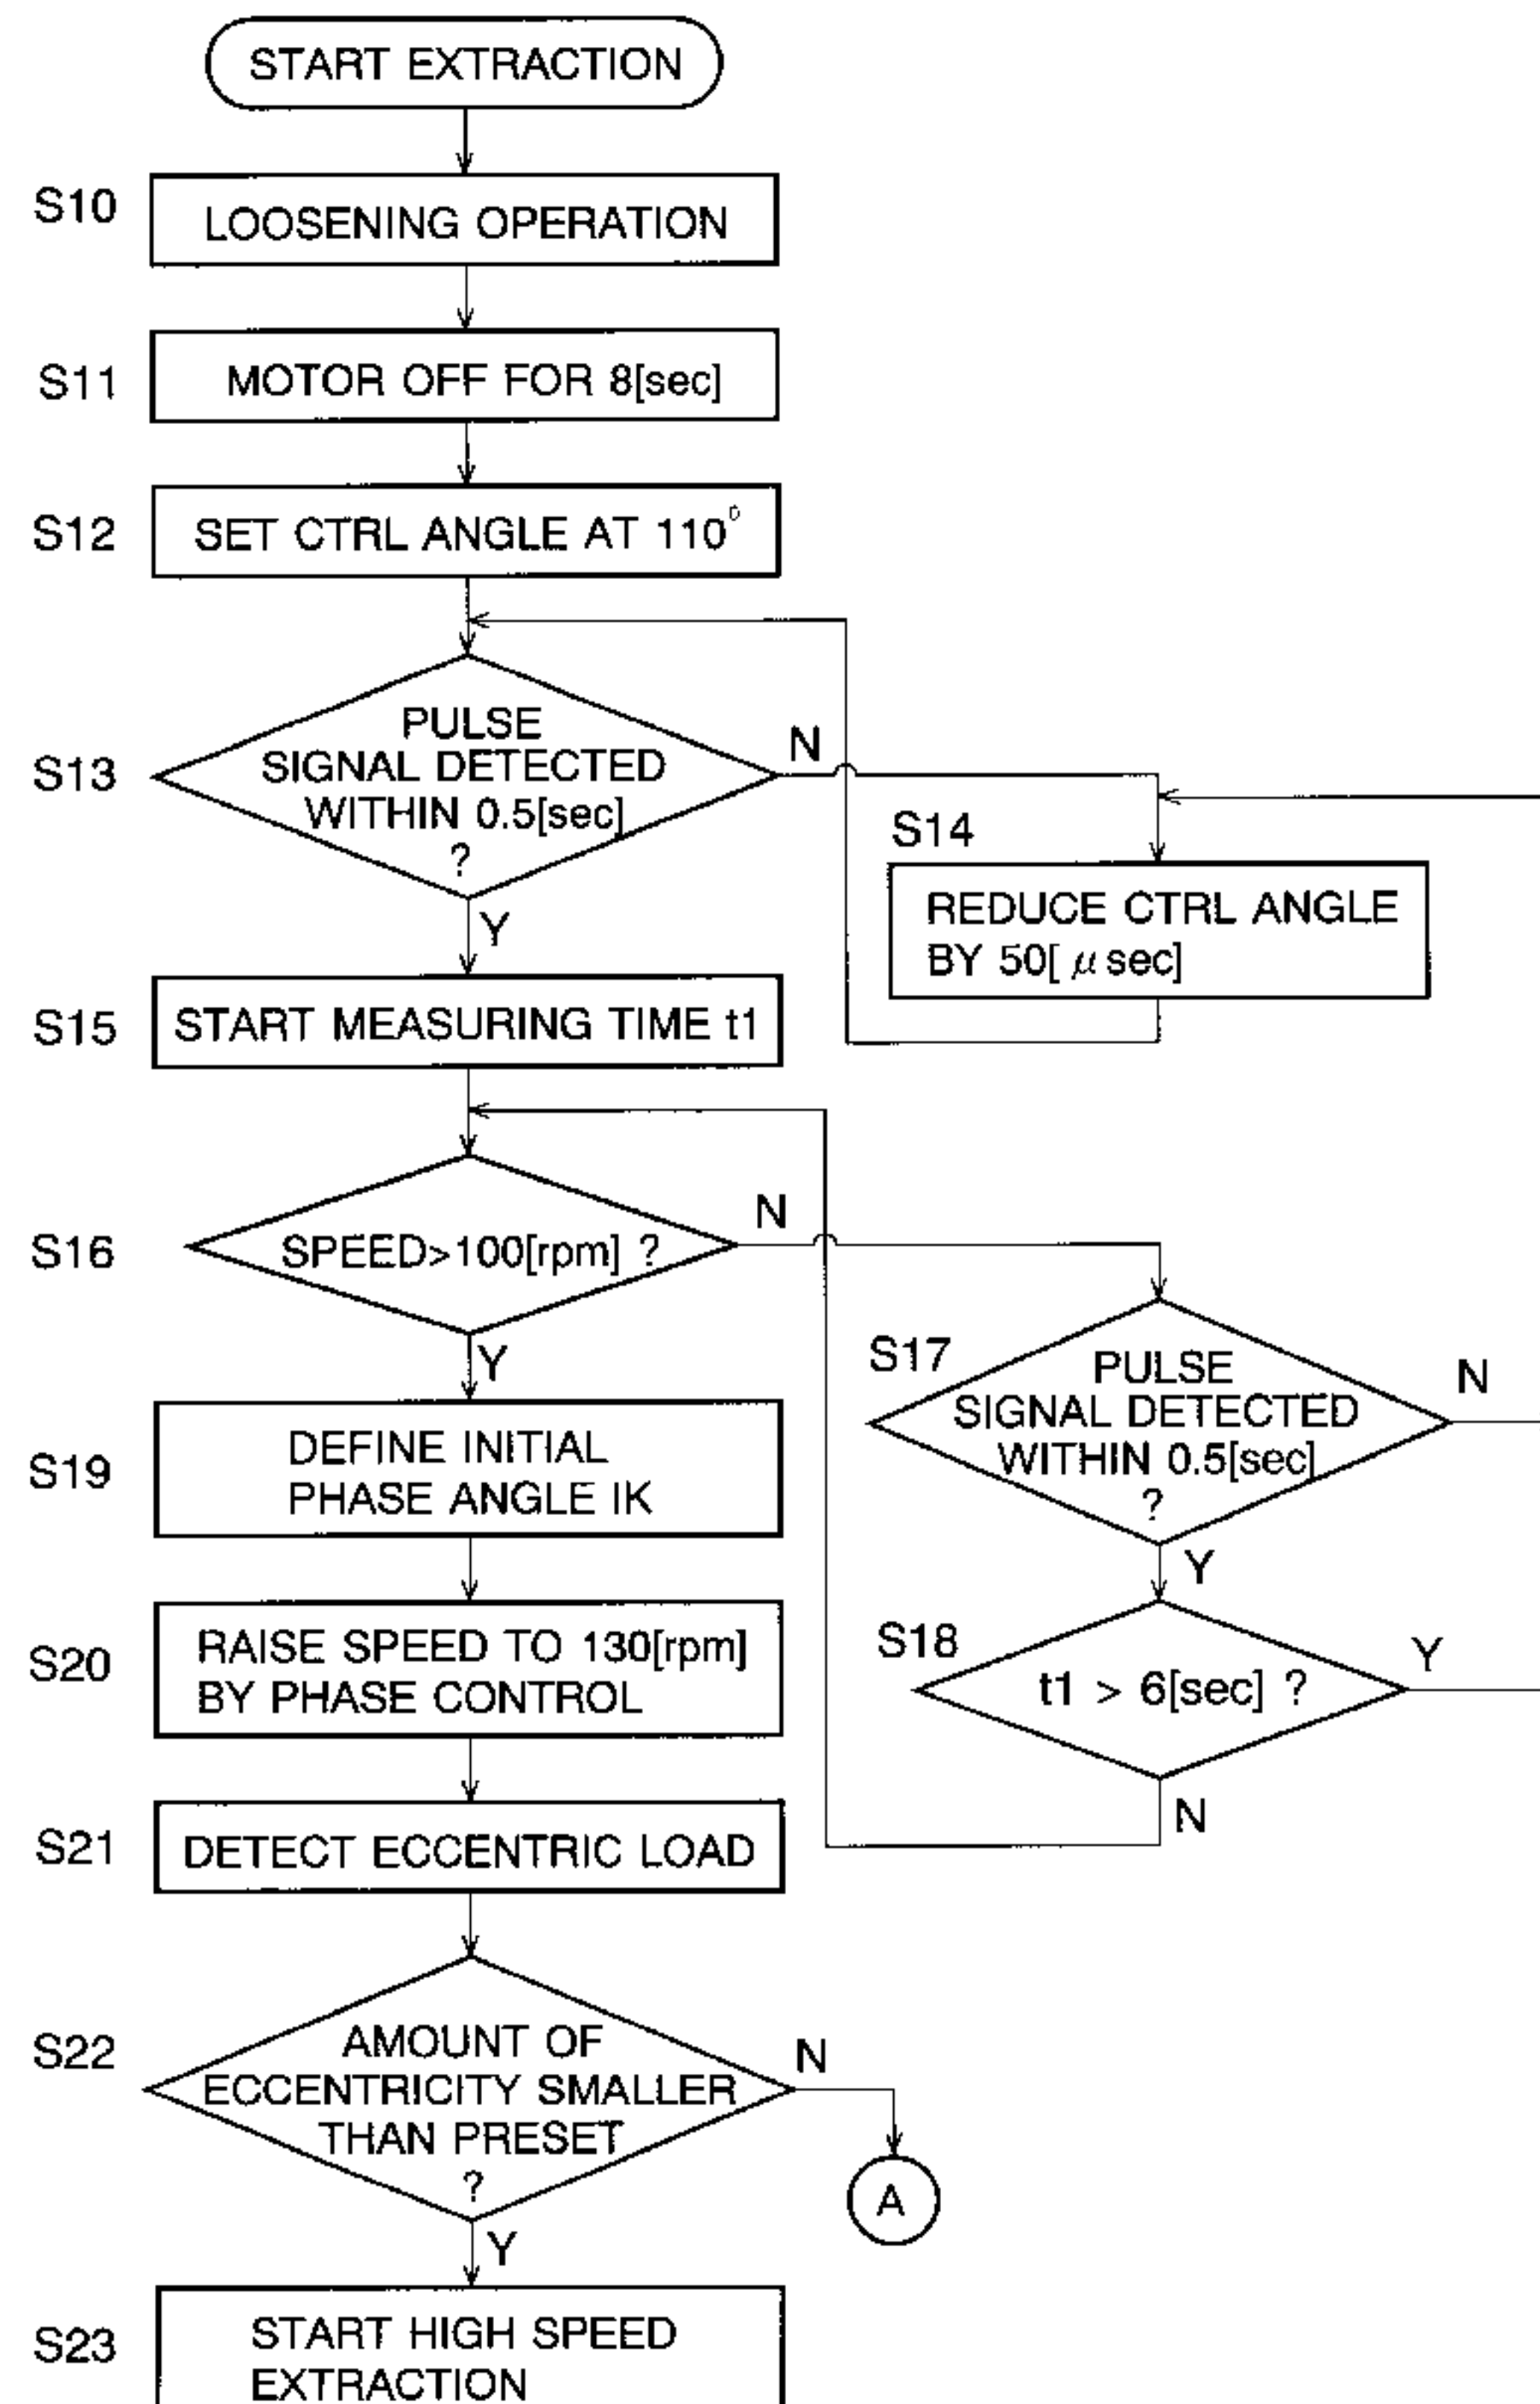 START EXTRACTION
S10
LOOSENING OPERATION
S11
MOTOR OFF FOR 8[sec]
S12
SET CTRL ANGLE AT 110°
S13
PULSE
SIGNAL DETECTED
WITHIN 0.5[sec]
?
N
Y
S14
REDUCE CTRL ANGLE
BY 50[ μsec]
S15
START MEASURING TIME t1
S16
SPEED>100[rpm] ?
N
Y
S17
PULSE
SIGNAL DETECTED
WITHIN 0.5[sec]
?
N
Y
S18
t1 > 6[sec] ?
Y
N
S19
DEFINE INITIAL
PHASE ANGLE IK
S20
RAISE SPEED TO 130[rpm]
BY PHASE CONTROL
S21
DETECT ECCENTRIC LOAD
S22
AMOUNT OF
ECCENTRICITY SMALLER
THAN PRESET
?
N
A
Y
S23
START HIGH SPEED
EXTRACTION